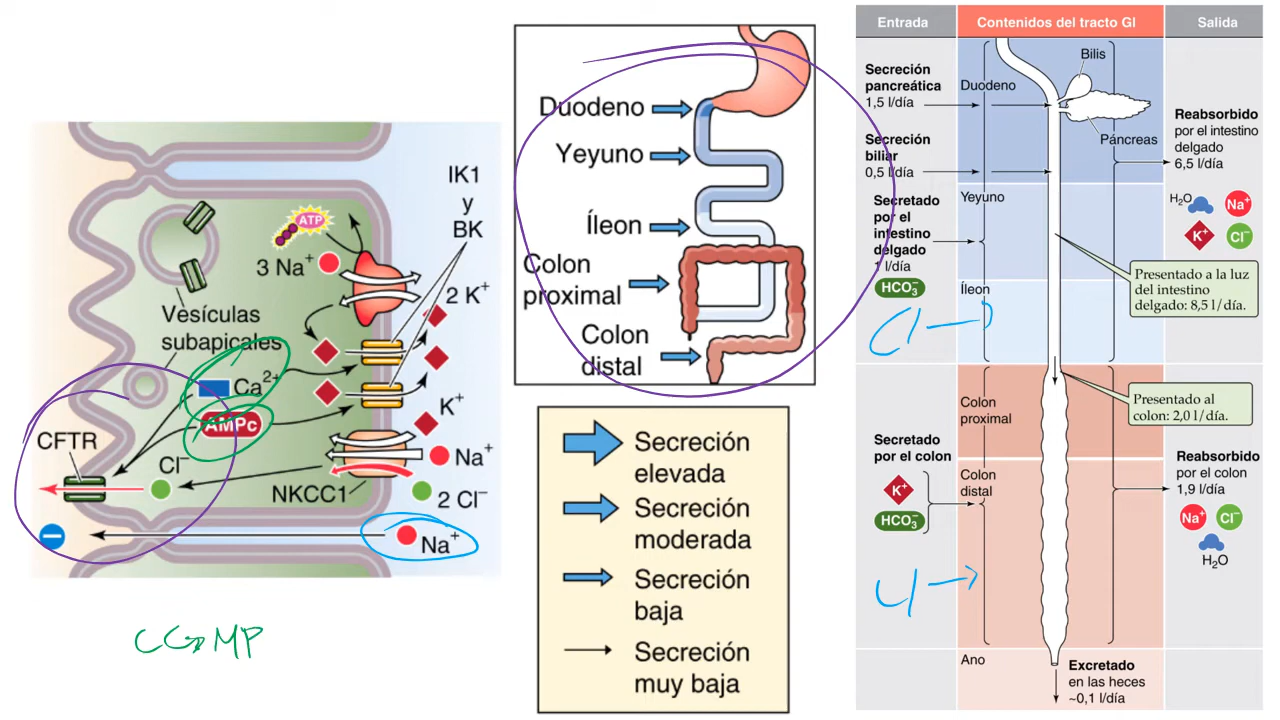 IK1
y
BK
ATP
3 Na⁺
2 K⁺
Vesículas
subapicales
Ca²⁺
AMPc
CFTR
Cl⁻
K⁺
Na⁺
NKCC1
2 Cl⁻
Na⁺
Duodeno
Yeyuno
Íleon
Colon
proximal
Colon
distal
Secreción
elevada
Secreción
moderada
Secreción
baja
Secreción
muy baja
Entrada
Contenidos del tracto GI
Salida
Secreción
pancreática
1,5 l/día
Secreción
biliar
0,5 l/día
Secretado
por el
intestino
delgado
1 l/día
HCO₃⁻
Cl
Duodeno
Bilis
Páncreas
Yeyuno
Íleon
Reabsorbido
por el intestino
delgado
6,5 l/día
H₂O
Na⁺
K⁺
Cl⁻
Presentado a la luz
del intestino
delgado: 8,5 l/día.
Presentado al
colon: 2,0 l/día.
Colon
proximal
Colon
distal
Secretado
por el colon
K⁺
HCO₃⁻
Cl
Reabsorbido
por el colon
1,9 l/día
Na⁺
Cl⁻
H₂O
Ano
Excretado
en las heces
~0,1 l/día